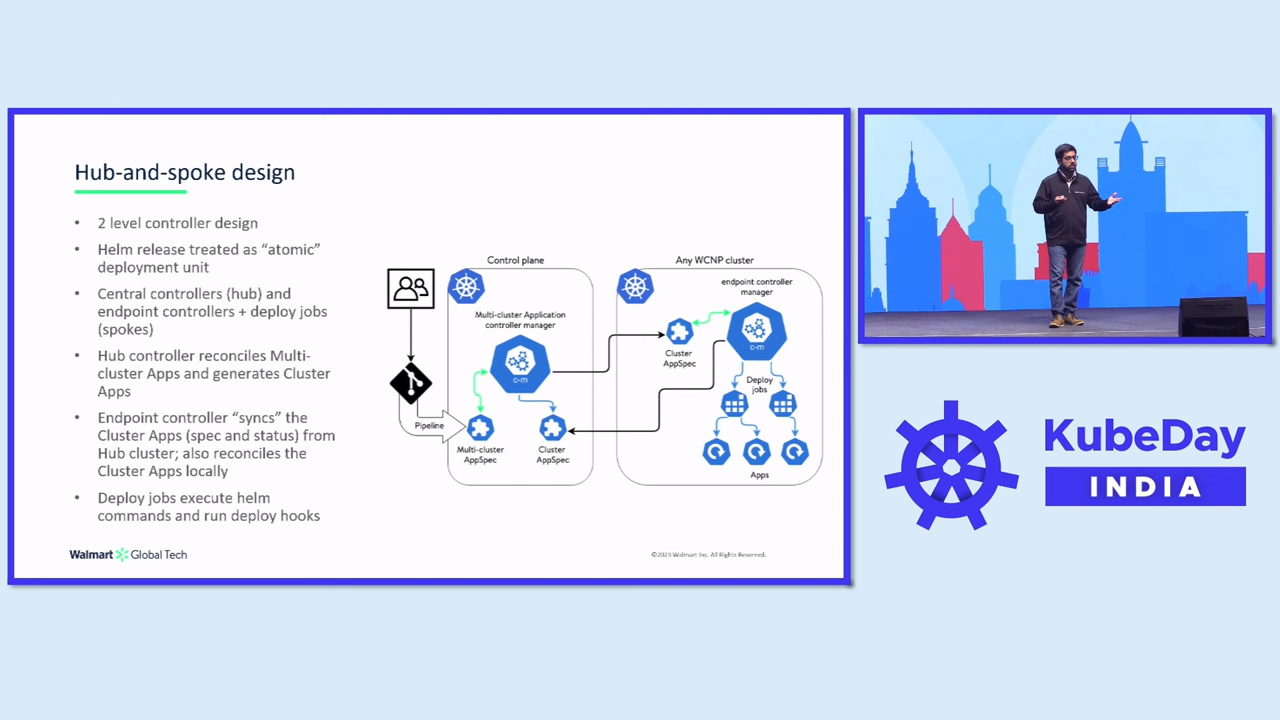 Hub-and-spoke design
• 2 level controller design
• Helm release treated as “atomic”
deployment unit
• Central controllers (hub) and
endpoint controllers + deploy jobs
(spokes)
• Hub controller reconciles Multi-
cluster Apps and generates Cluster
Apps
• Endpoint controller “syncs” the
Cluster Apps (spec and status) from
Hub cluster; also reconciles the
Cluster Apps locally
• Deploy jobs execute helm
commands and run deploy hooks
Control plane
Multi-cluster Application
controller manager
c-m
Pipeline
Multi-cluster
AppSpec
Cluster
AppSpec
Any WCNP cluster
endpoint controller
manager
c-m
Cluster
AppSpec
Deploy
jobs
Apps
Walmart Global Tech
©2023 Walmart Inc. All Rights Reserved.
KubeDay
INDIA